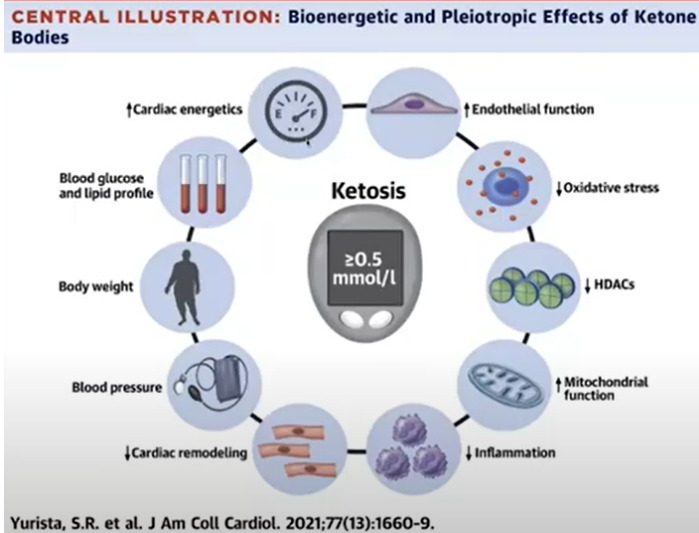 CENTRAL ILLUSTRATION: Bioenergetic and Pleiotropic Effects of Ketone
Bodies
↑Cardiac energetics
E F
↑Endothelial function
Blood glucose
and lipid profile
Ketosis
↓Oxidative stress
≥0.5
mmol/l
Body weight
↓HDACs
Blood pressure
↑Mitochondrial
function
↓Cardiac remodeling
↓Inflammation
Yurista, S.R. et al. J Am Coll Cardiol. 2021;77(13):1660-9.